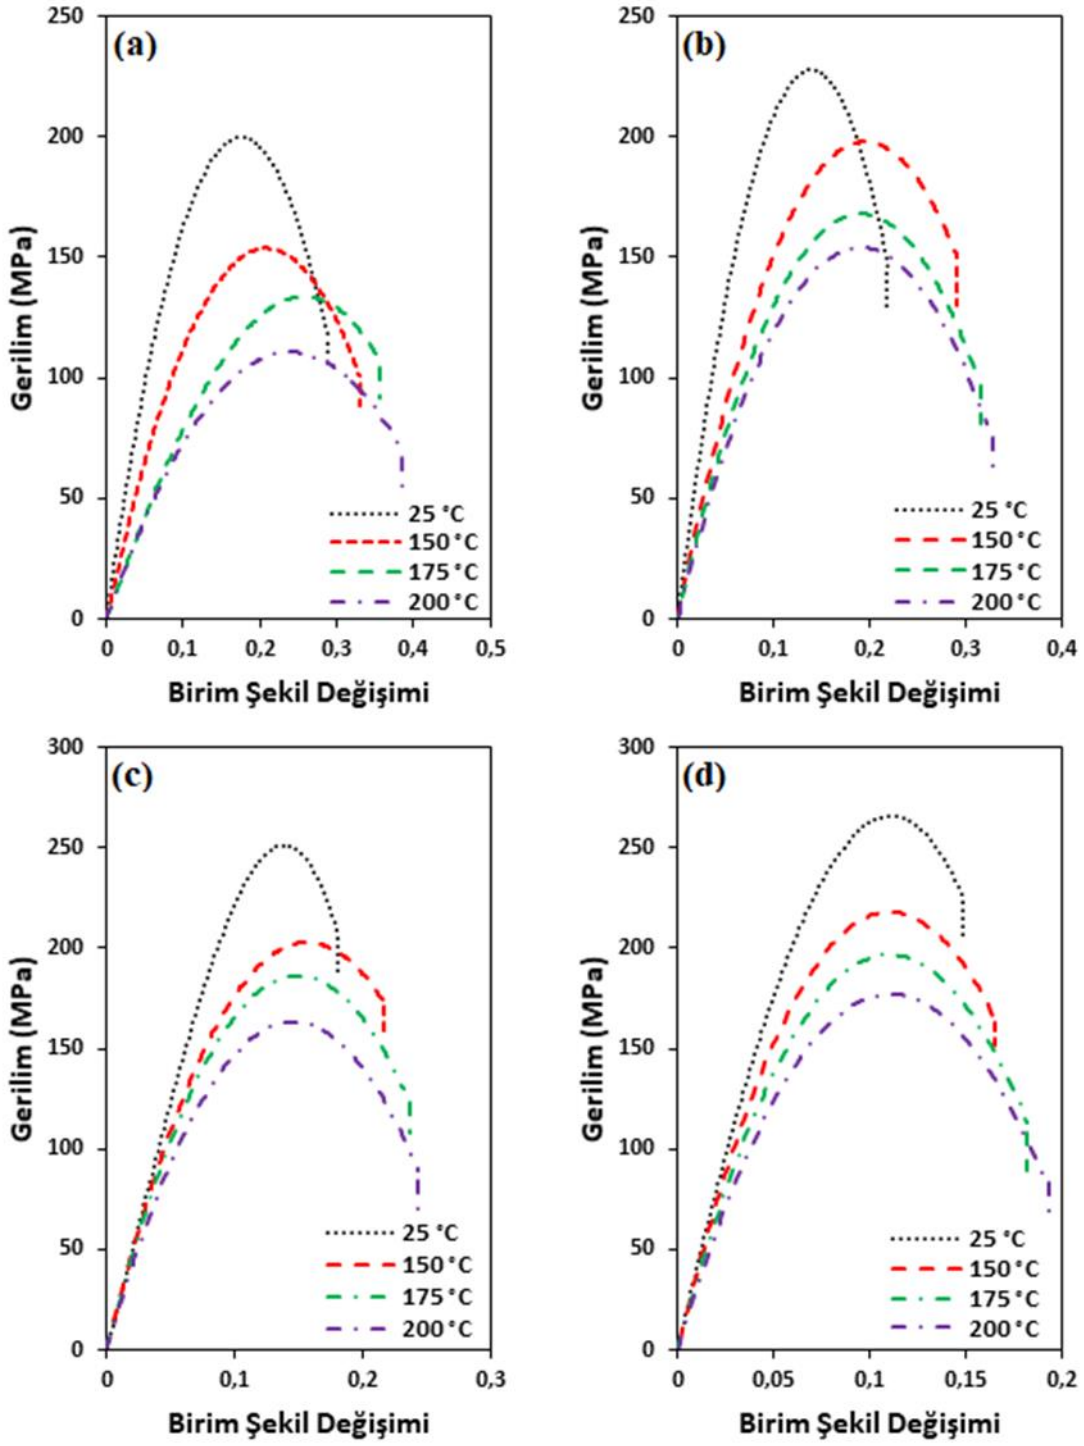 (a)
250
200
150
100
50
0
Gerilim (MPa)
25 °C
150 °C
175 °C
200 °C
0 0,1 0,2 0,3 0,4 0,5
Birim Şekil Değişimi
(b)
250
200
150
100
50
0
Gerilim (MPa)
25 °C
150 °C
175 °C
200 °C
0 0,1 0,2 0,3 0,4
Birim Şekil Değişimi
(c)
300
250
200
150
100
50
0
Gerilim (MPa)
25 °C
150 °C
175 °C
200 °C
0 0,1 0,2 0,3
Birim Şekil Değişimi
(d)
300
250
200
150
100
50
0
Gerilim (MPa)
25 °C
150 °C
175 °C
200 °C
0 0,05 0,1 0,15 0,2
Birim Şekil Değişimi